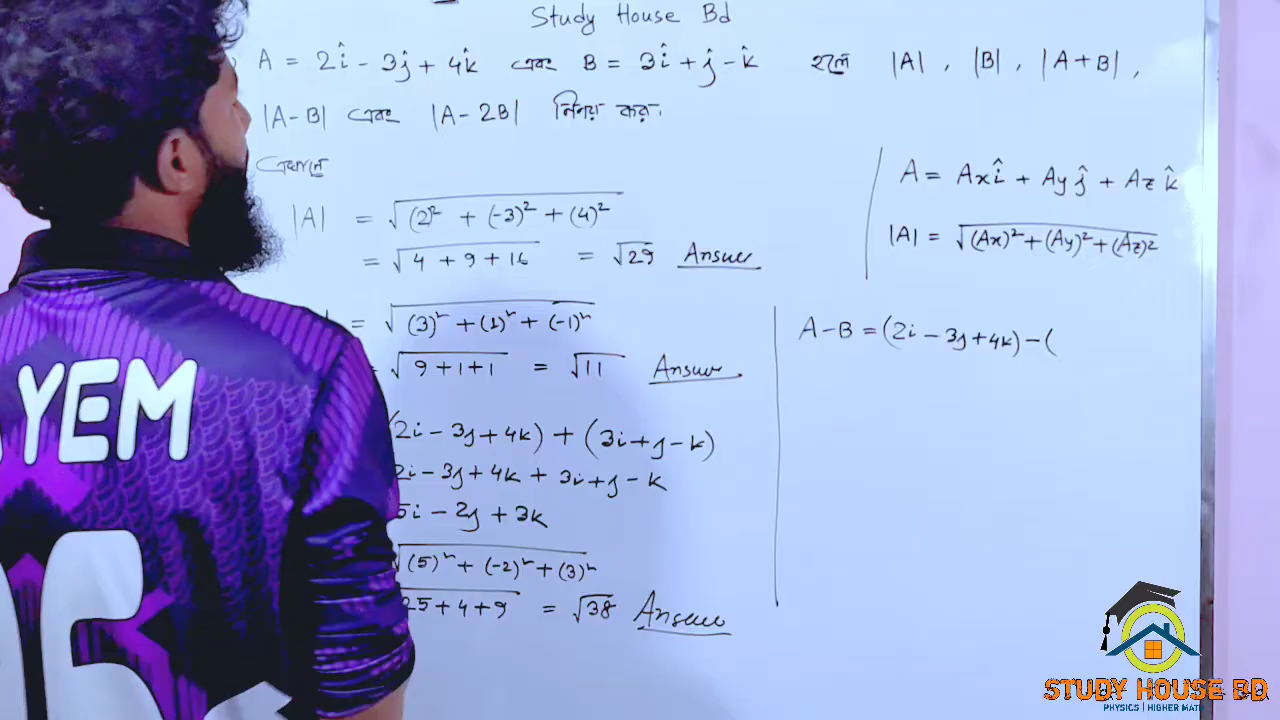 Study House Bd
A = 2î - 3ĵ + 4k̂ এবং B = 3î + ĵ - k̂ হলে |A| , |B| , |A+B| ,
|A-B| এবং |A-2B| নির্নয় কর।
এখানে
|A| = √((2)² + (-3)² + (4)²)
= √(4 + 9 + 16) = √29 Answer
= √((3)² + (1)² + (-1)²)
= √(9+1+1) = √11 Answer
(2i - 3j + 4k) + (3i + j - k)
2i - 3j + 4k + 3i + j - k
5i - 2j + 3k
√((5)² + (-2)² + (3)²)
25 + 4 + 9 = √38 Answer
A = Axî + Ayĵ + Azk̂
|A| = √((Ax)² + (Ay)² + (Az)²)
A-B = (2i - 3j + 4k) - (
YEM
STUDY HOUSE BD
PHYSICS | HIGHER MATH